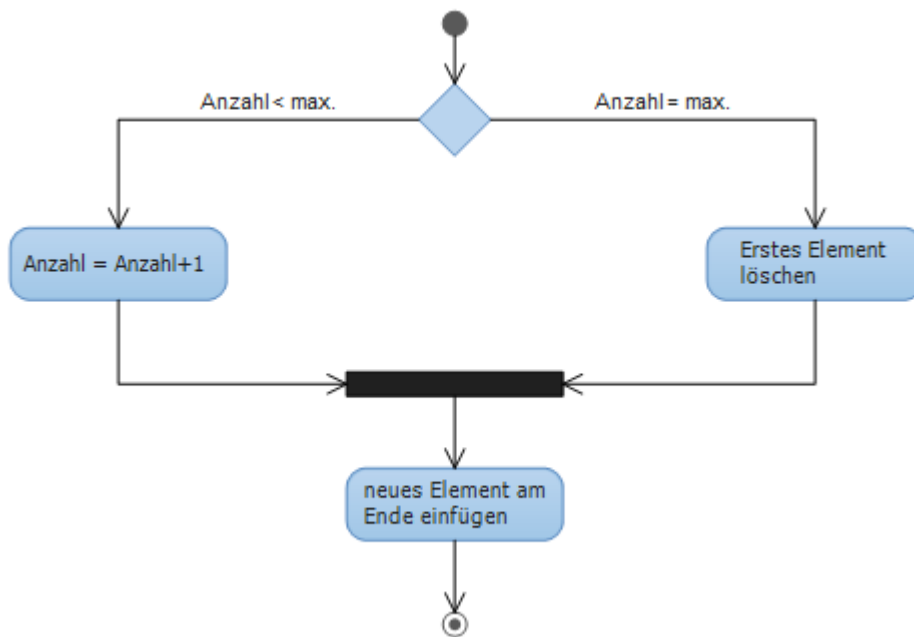 Anzahl < max.
Anzahl = max.
Anzahl = Anzahl+1
Erstes Element
löschen
neues Element am
Ende einfügen